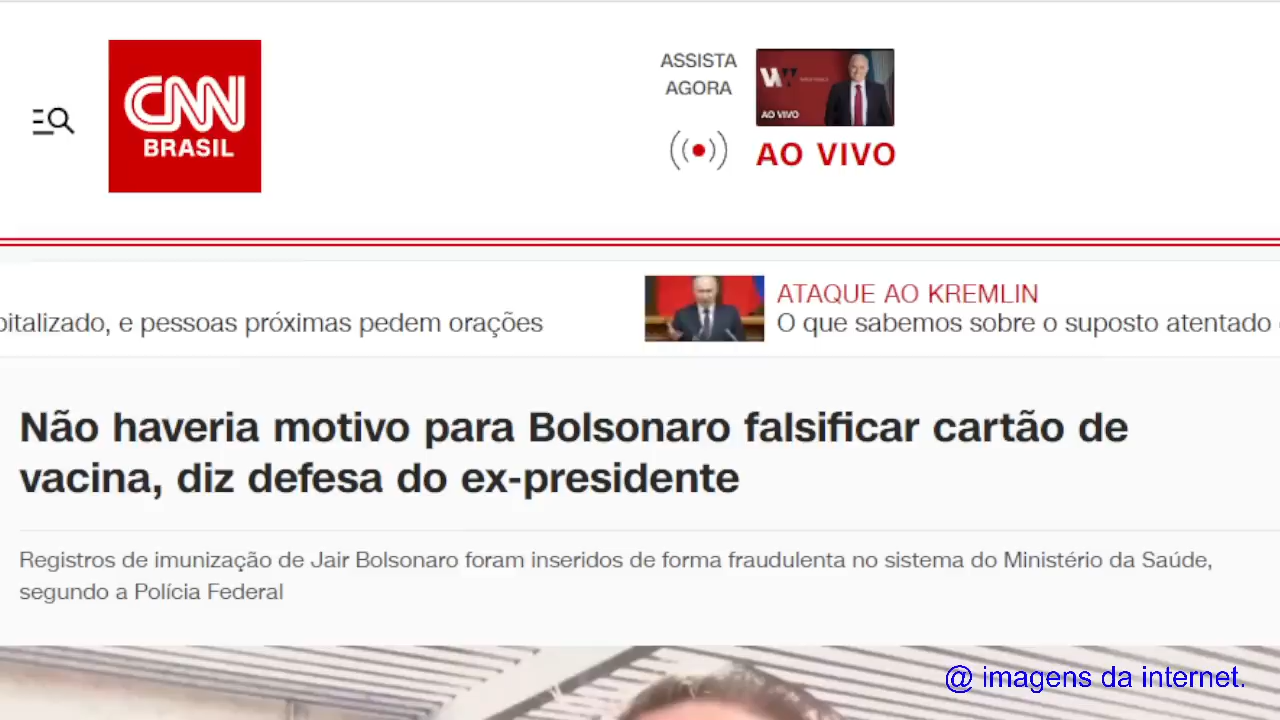 CNN
BRASIL
ASSISTA
AGORA
AO VIVO
AO VIVO
pitalizado, e pessoas próximas pedem orações
ATAQUE AO KREMLIN
O que sabemos sobre o suposto atentado
Não haveria motivo para Bolsonaro falsificar cartão de
vacina, diz defesa do ex-presidente
Registros de imunização de Jair Bolsonaro foram inseridos de forma fraudulenta no sistema do Ministério da Saúde,
segundo a Polícia Federal
@ imagens da internet.